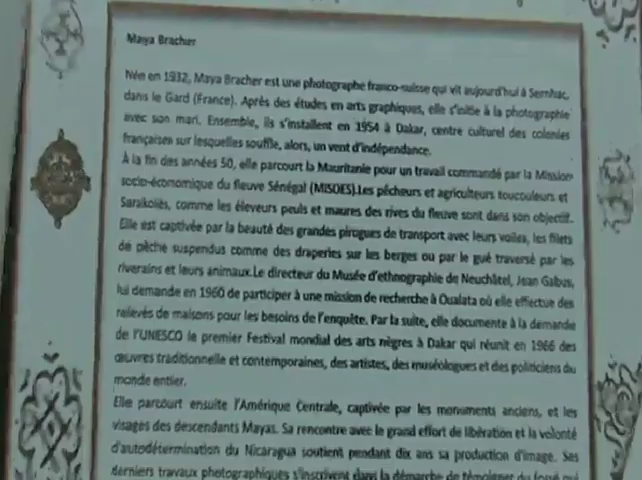 Maya Bracher
Née en 1932, Maya Bracher est une photographe franco-suisse qui vit aujourd'hui à Sernhac,
dans le Gard (France). Après des études en arts graphiques, elle s'initie à la photographie
avec son mari. Ensemble, ils s'installent en 1954 à Dakar, centre culturel des colonies
françaises sur lesquelles souffle, alors, un vent d'indépendance.
À la fin des années 50, elle parcourt la Mauritanie pour un travail commandé par la Mission
socio-économique du fleuve Sénégal (MISOES).Les pêcheurs et agriculteurs toucouleurs et
Sarakolés, comme les éleveurs peuls et maures des rives du fleuve sont dans son objectif.
Elle est captivée par la beauté des grandes pirogues de transport avec leurs voiles, les filets
de pêche suspendus comme des draperies sur les berges ou par le gué traversé par les
riverains et leurs animaux.Le directeur du Musée d'ethnographie de Neuchâtel, Jean Gabus,
lui demande en 1960 de participer à une mission de recherche à Oualata où elle effectue des
relevés de maisons pour les besoins de l'enquête. Par la suite, elle documente à la demande
de l'UNESCO le premier Festival mondial des arts nègres à Dakar qui réunit en 1966 des
œuvres traditionnelle et contemporaines, des artistes, des muséologues et des politiciens du
monde entier.
Elle parcourt ensuite l'Amérique Centrale, captivée par les monuments anciens, et les
visages des descendants Mayas. Sa rencontre avec le grand effort de libération et la volonté
d'autodétermination du Nicaragua soutient pendant dix ans sa production d'image. Ses
derniers travaux photographiques s'inscrivent dans la démarche de témoigner du fossé qui